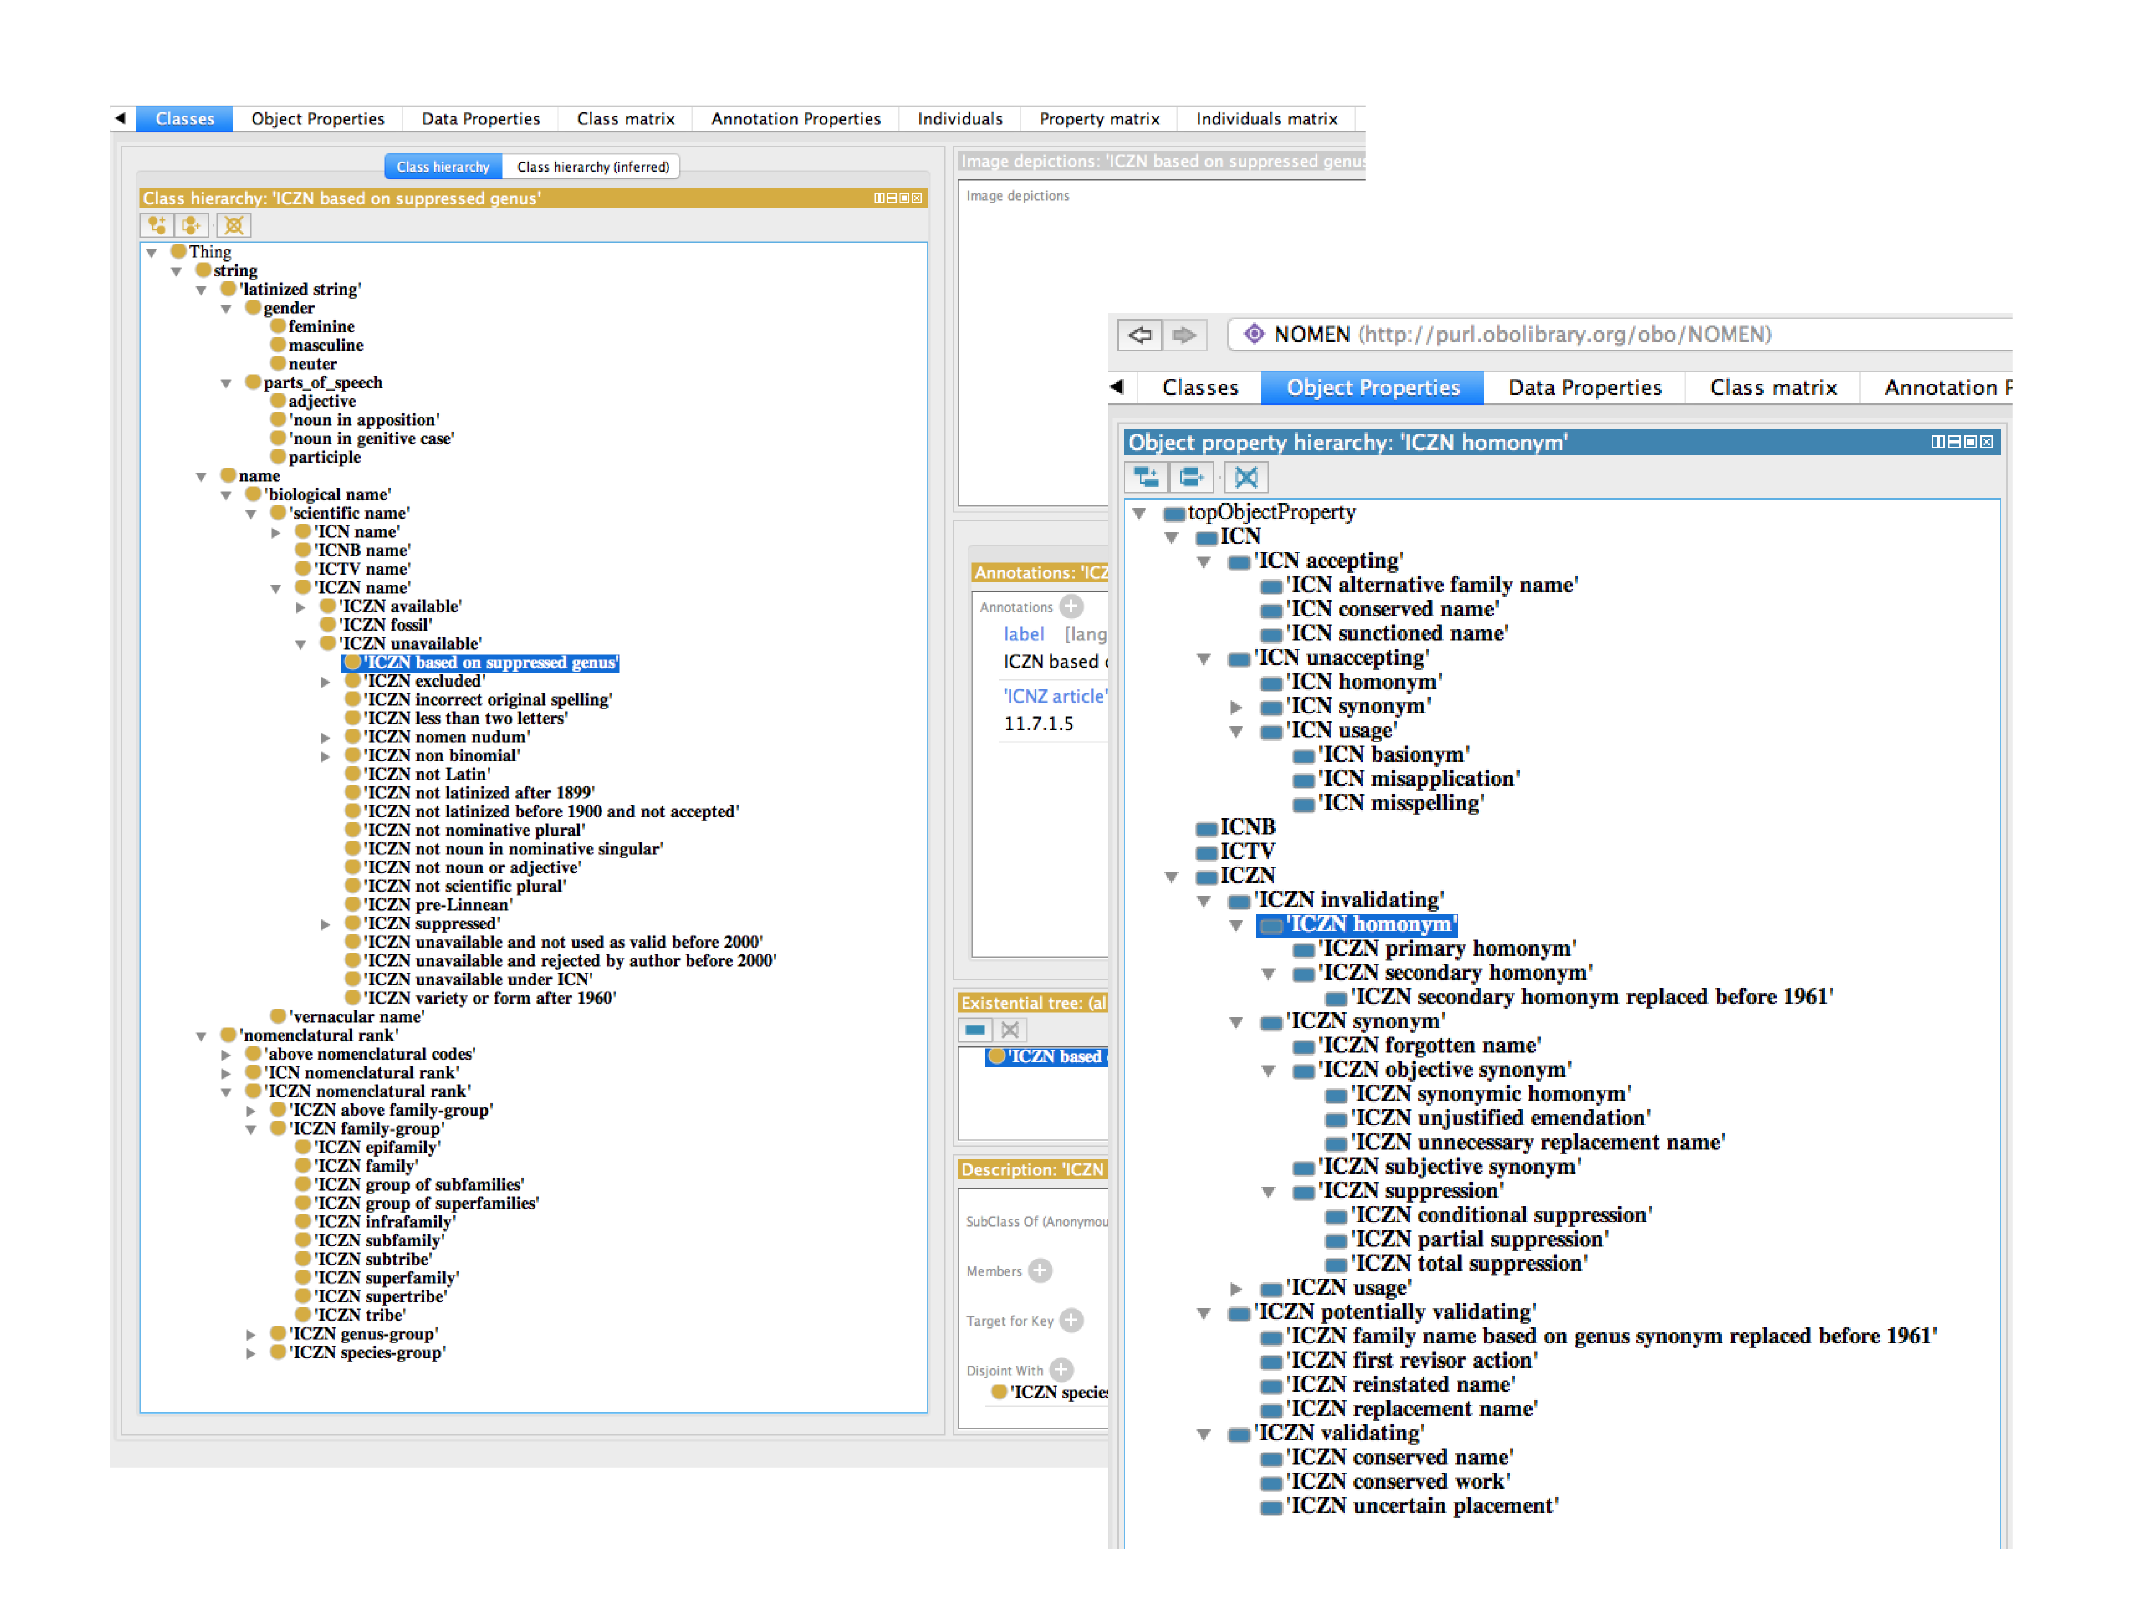 Classes Object Properties Data Properties Class matrix Annotation Properties Individuals Property matrix Individuals matrix
Class hierarchy Class hierarchy (inferred)
Class hierarchy: 'ICZN based on suppressed genus'
Thing
string
'latinized string'
gender
feminine
masculine
neuter
parts_of_speech
adjective
'noun in apposition'
'noun in genitive case'
participle
name
'biological name'
'scientific name'
'ICN name'
'ICNB name'
'ICTV name'
'ICZN name'
'ICZN available'
'ICZN fossil'
'ICZN unavailable'
'ICZN based on suppressed genus'
'ICZN excluded'
'ICZN incorrect original spelling'
'ICZN less than two letters'
'ICZN nomen nudum'
'ICZN non binomial'
'ICZN not Latin'
'ICZN not latinized after 1899'
'ICZN not latinized before 1900 and not accepted'
'ICZN not nominative plural'
'ICZN not noun in nominative singular'
'ICZN not noun or adjective'
'ICZN not scientific plural'
'ICZN pre-Linnean'
'ICZN suppressed'
'ICZN unavailable and not used as valid before 2000'
'ICZN unavailable and rejected by author before 2000'
'ICZN unavailable under ICN'
'ICZN variety or form after 1960'
'vernacular name'
'nomenclatural rank'
'above nomenclatural codes'
'ICN nomenclatural rank'
'ICZN nomenclatural rank'
'ICZN above family-group'
'ICZN family-group'
'ICZN epifamily'
'ICZN family'
'ICZN group of subfamilies'
'ICZN group of superfamilies'
'ICZN infrafamily'
'ICZN subfamily'
'ICZN subtribe'
'ICZN superfamily'
'ICZN supertribe'
'ICZN tribe'
'ICZN genus-group'
'ICZN species-group'
Image depictions: 'ICZN based on suppressed genus
Image depictions
Annotations: 'ICZ
Annotations
label [lang
ICZN based
'ICNZ article'
11.7.1.5
Existential tree: (al
'ICZN based
Description: 'ICZN
SubClass Of (Anonymou
Members
Target for Key
Disjoint With
'ICZN specie
NOMEN (http://purl.obolibrary.org/obo/NOMEN)
Classes Object Properties Data Properties Class matrix Annotation P
Object property hierarchy: 'ICZN homonym'
topObjectProperty
ICN
'ICN accepting'
'ICN alternative family name'
'ICN conserved name'
'ICN sunctioned name'
'ICN unaccepting'
'ICN homonym'
'ICN synonym'
'ICN usage'
'ICN basionym'
'ICN misapplication'
'ICN misspelling'
ICNB
ICTV
ICZN
'ICZN invalidating'
'ICZN homonym'
'ICZN primary homonym'
'ICZN secondary homonym'
'ICZN secondary homonym replaced before 1961'
'ICZN synonym'
'ICZN forgotten name'
'ICZN objective synonym'
'ICZN synonymic homonym'
'ICZN unjustified emendation'
'ICZN unnecessary replacement name'
'ICZN subjective synonym'
'ICZN suppression'
'ICZN conditional suppression'
'ICZN partial suppression'
'ICZN total suppression'
'ICZN usage'
'ICZN potentially validating'
'ICZN family name based on genus synonym replaced before 1961'
'ICZN first revisor action'
'ICZN reinstated name'
'ICZN replacement name'
'ICZN validating'
'ICZN conserved name'
'ICZN conserved work'
'ICZN uncertain placement'